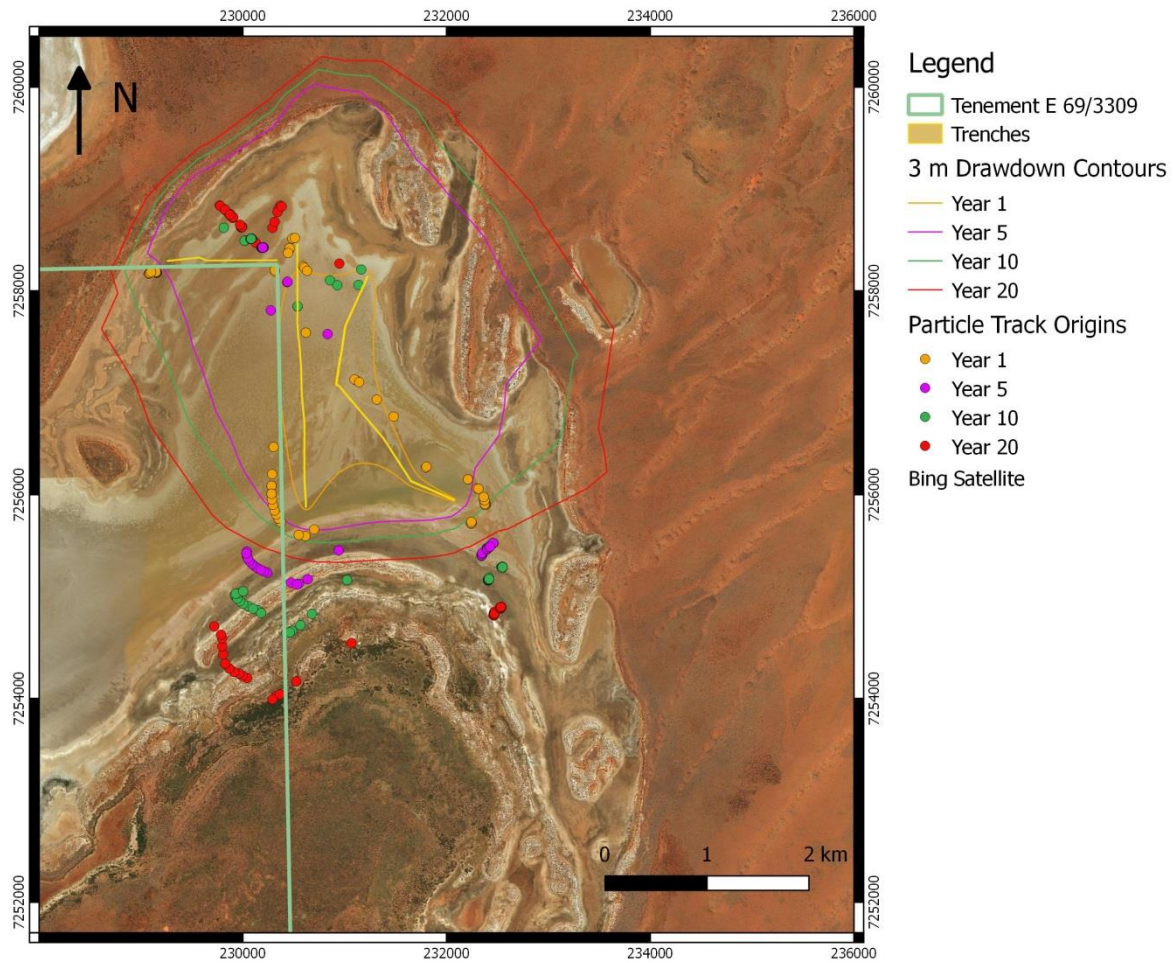 230000 232000 234000 236000
Legend
Tenement E 69/3309
Trenches
3 m Drawdown Contours
Year 1
Year 5
Year 10
Year 20
Particle Track Origins
Year 1
Year 5
Year 10
Year 20
Bing Satellite
N
7260000 7260000
7258000 7258000
7256000 7256000
7254000 7254000
7252000 7252000
0 1 2 km
230000 232000 234000 236000